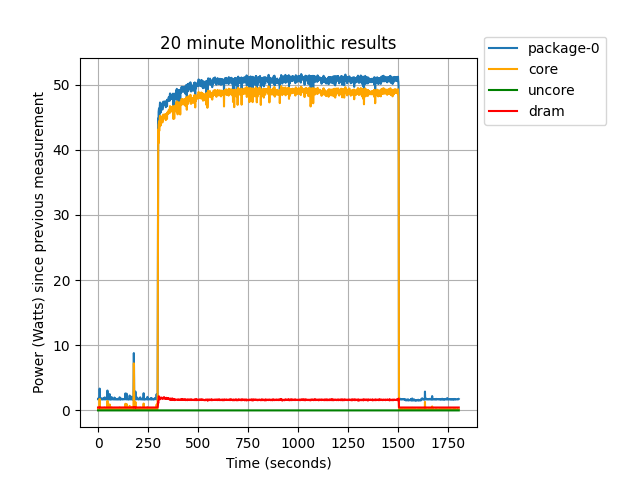 20 minute Monolithic results
package-0
core
uncore
dram
Power (Watts) since previous measurement
50
40
30
20
10
0
0 250 500 750 1000 1250 1500 1750
Time (seconds)